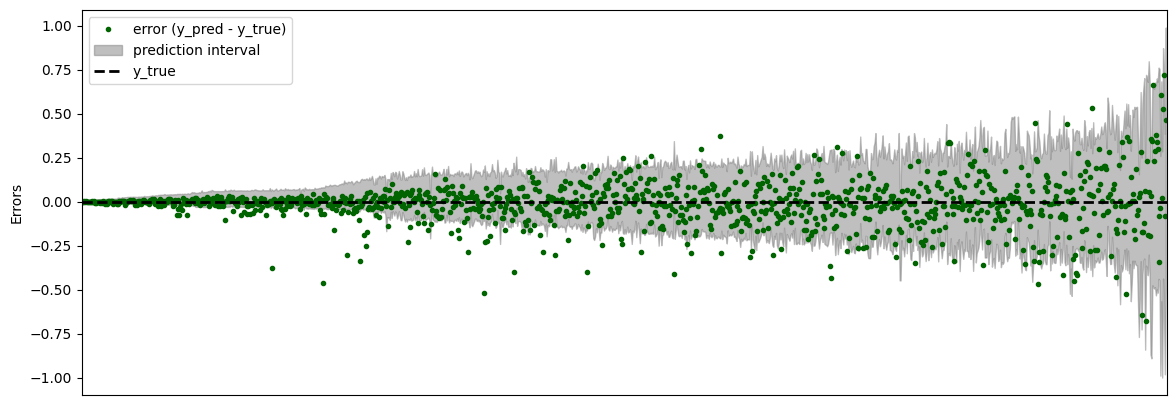 1.00
0.75
0.50
0.25
0.00
−0.25
−0.50
−0.75
−1.00
Errors
error (y_pred - y_true)
prediction interval
y_true